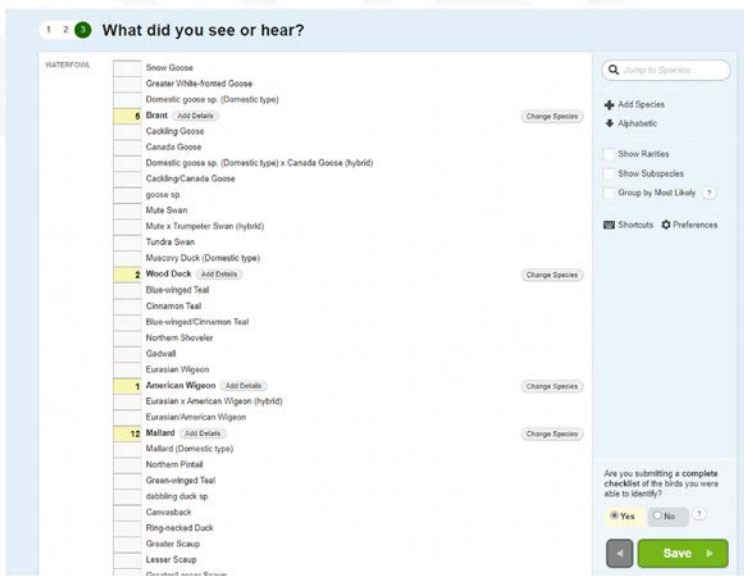 1 2 3 What did you see or hear?
WATERFOWL
Snow Goose
Greater White-fronted Goose
Domestic goose sp. (Domestic type)
5 Brant Add Details Change Species
Cackling Goose
Canada Goose
Domestic goose sp. (Domestic type) x Canada Goose (hybrid)
Cackling/Canada Goose
goose sp.
Mute Swan
Mute x Trumpeter Swan (hybrid)
Tundra Swan
Muscovy Duck (Domestic type)
2 Wood Duck Add Details Change Species
Blue-winged Teal
Cinnamon Teal
Blue-winged/Cinnamon Teal
Northern Shoveler
Gadwall
Eurasian Wigeon
1 American Wigeon Add Details Change Species
Eurasian x American Wigeon (hybrid)
Eurasian/American Wigeon
12 Mallard Add Details Change Species
Mallard (Domestic type)
Northern Pintail
Green-winged Teal
dabbling duck sp.
Canvasback
Ring-necked Duck
Greater Scaup
Lesser Scaup
Greater/Lesser Scaup
Jump to Species...
Add Species
Alphabetic
Show Rarities
Show Subspecies
Group by Most Likely ?
Shortcuts Preferences
Are you submitting a complete
checklist of the birds you were
able to identify?
Yes No ?
Save